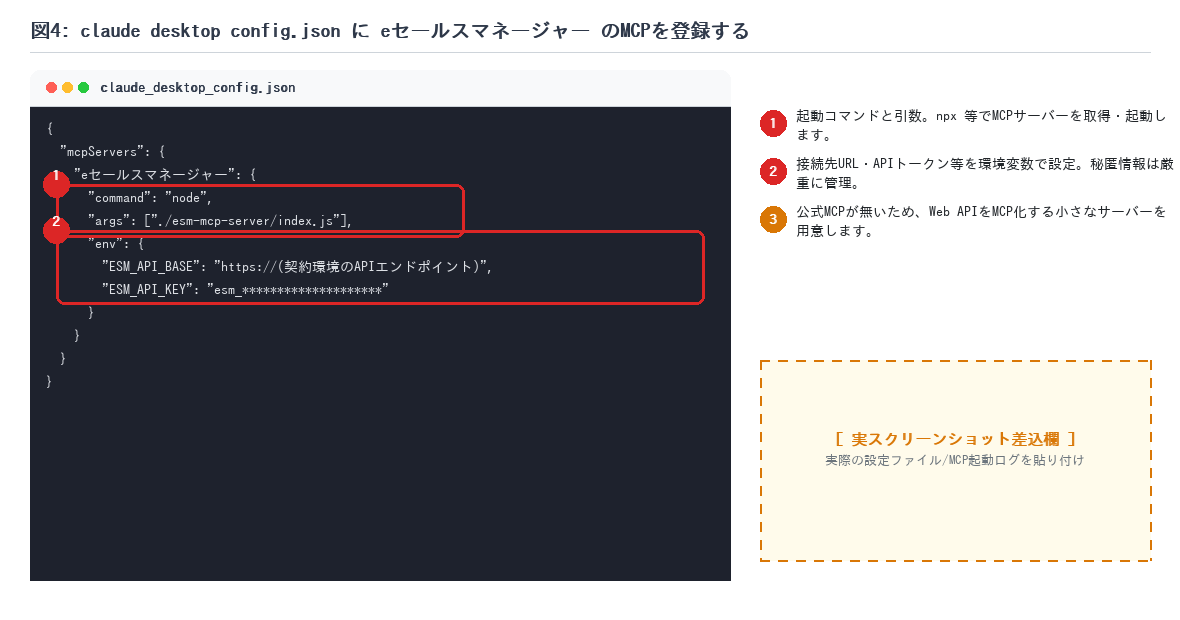 図4: claude_desktop_config.json に eセールスマネージャー のMCPを登録する
claude_desktop_config.json
{
"mcpServers": {
"eセールスマネージャー": {
1
"command": "node",
"args": ["./esm-mcp-server/index.js"],
2
"env": {
"ESM_API_BASE": "https://(契約環境のAPIエンドポイント)",
"ESM_API_KEY": "esm_********************"
}
}
}
}
1 起動コマンドと引数。npx 等でMCPサーバーを取得・起動し
ます。
2 接続先URL・APIトークン等を環境変数で設定。秘匿情報は厳
重に管理。
3 公式MCPが無いため、Web APIをMCP化する小さなサーバーを
用意します。
[ 実スクリーンショット差込欄 ]
実際の設定ファイル/MCP起動ログを貼り付け